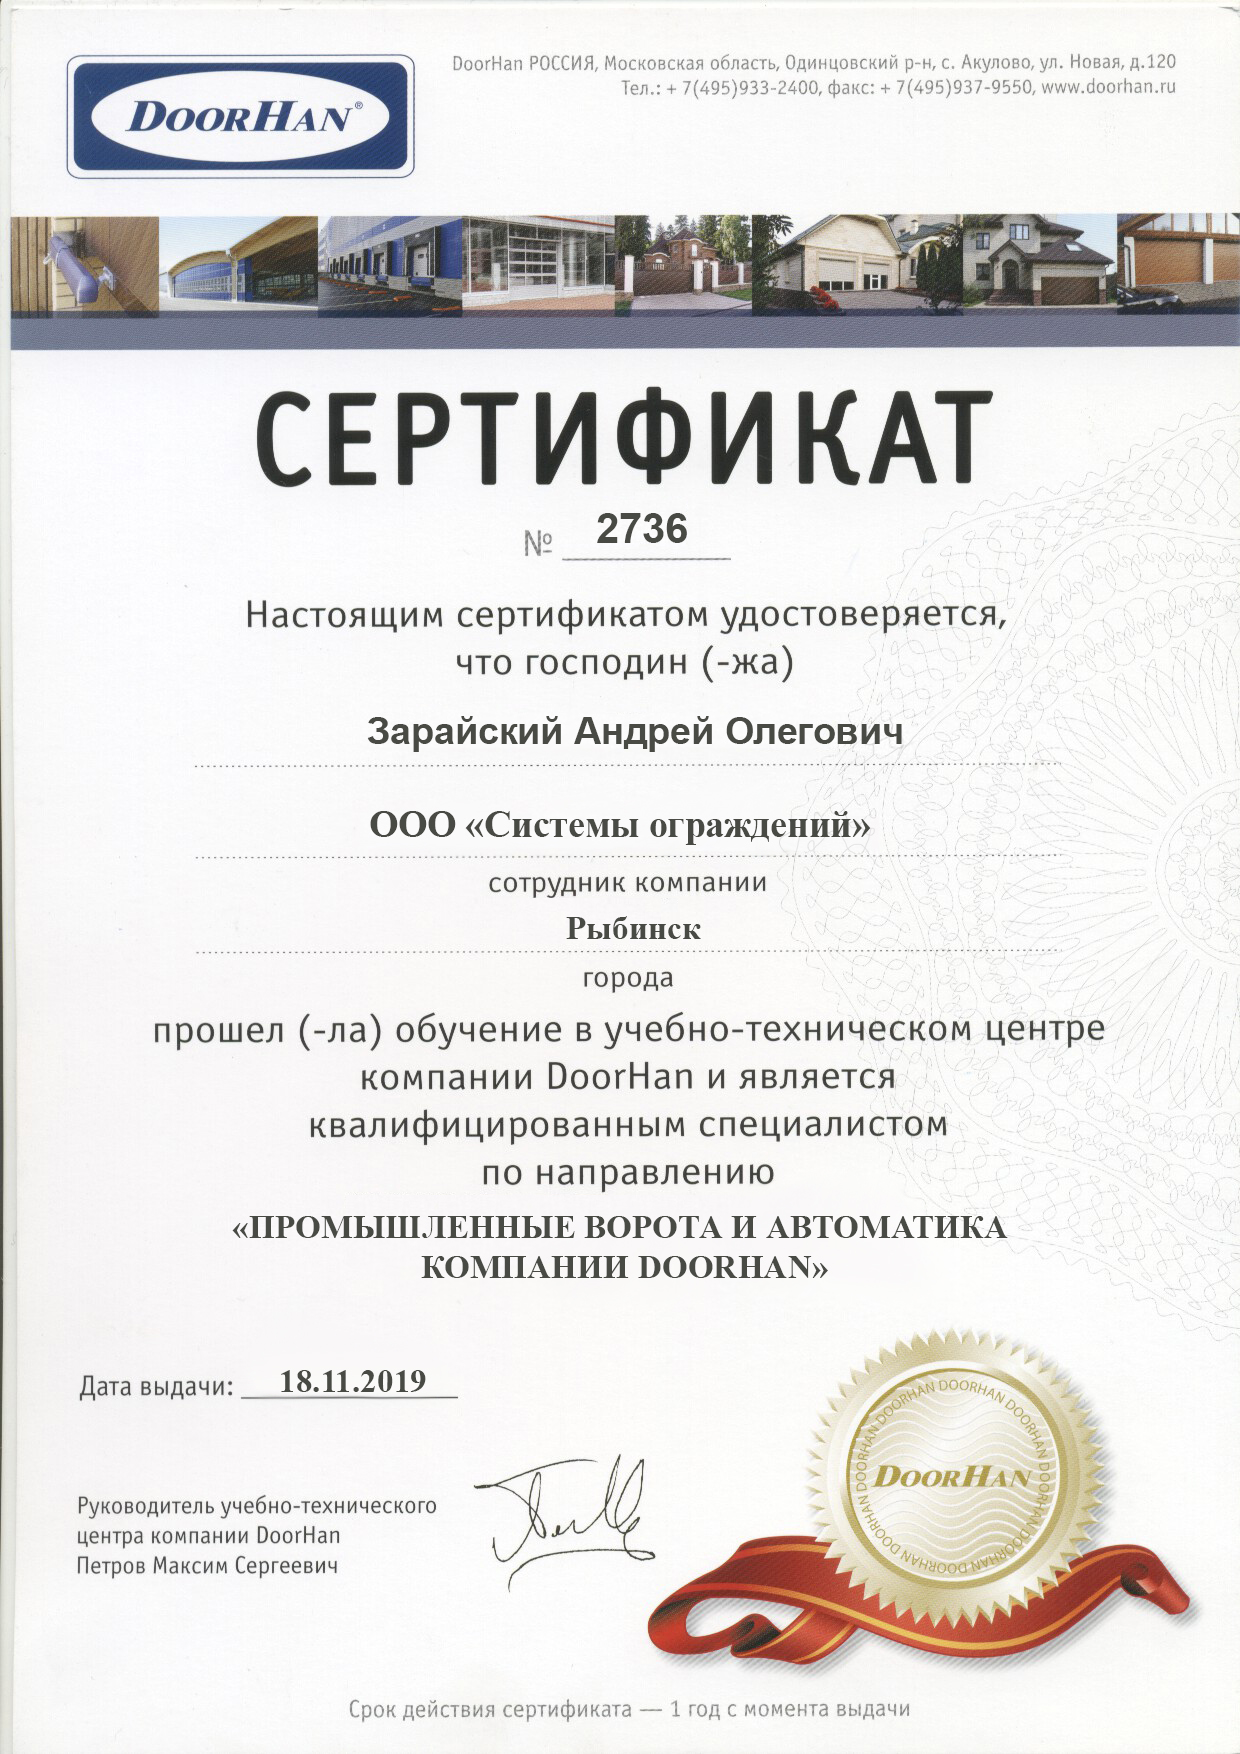 DOORHAN®
DoorHan РОССИЯ, Московская область, Одинцовский р-н, с. Акулово, ул. Новая, д.120
Тел.: + 7(495)933-2400, факс: + 7(495)937-9550, www.doorhan.ru
СЕРТИФИКАТ
№ 2736
Настоящим сертификатом удостоверяется,
что господин (-жа)
Зарайский Андрей Олегович
ООО «Системы ограждений»
сотрудник компании
Рыбинск
города
прошел (-ла) обучение в учебно-техническом центре
компании DoorHan и является
квалифицированным специалистом
по направлению
«ПРОМЫШЛЕННЫЕ ВОРОТА И АВТОМАТИКА
КОМПАНИИ DOORHAN»
Дата выдачи: 18.11.2019
Руководитель учебно-технического
центра компании DoorHan
Петров Максим Сергеевич
DOORHAN DOORHAN DOORHAN DOORHAN DOORHAN DOORHAN DOORHAN DOORHAN DOORHAN
DOORHAN
Срок действия сертификата — 1 год с момента выдачи